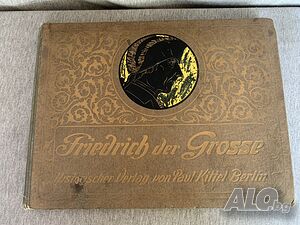 Friedrich der Grosse
Historischer Verlag von Paul Kittel Berlin
ALO.bg